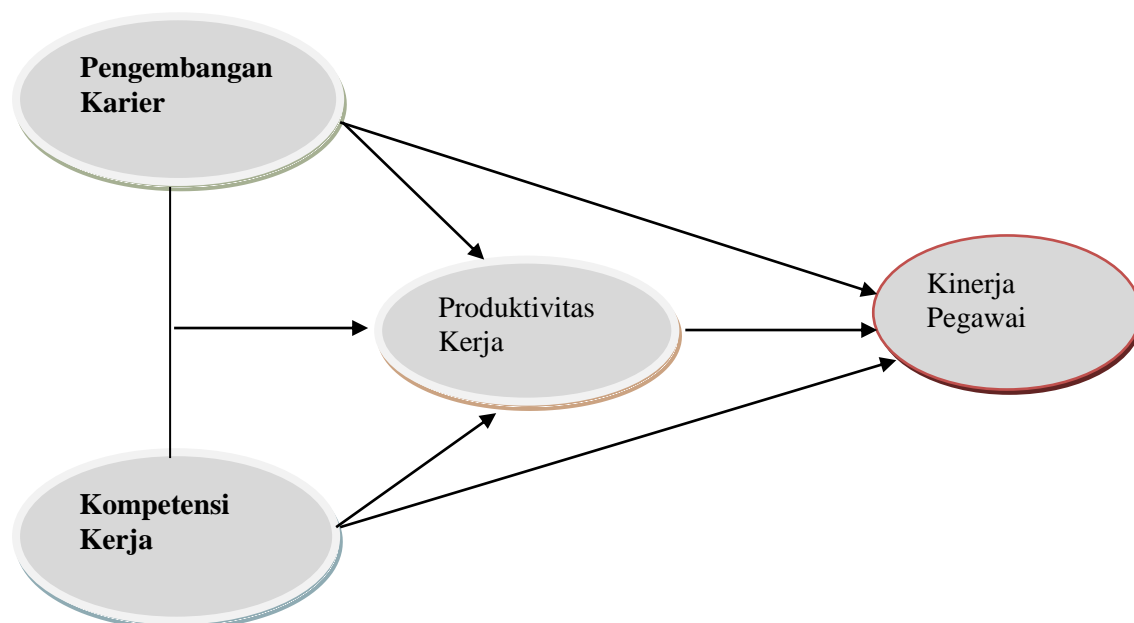 Pengembangan
Karier
Produktivitas
Kerja
Kinerja
Pegawai
Kompetensi
Kerja